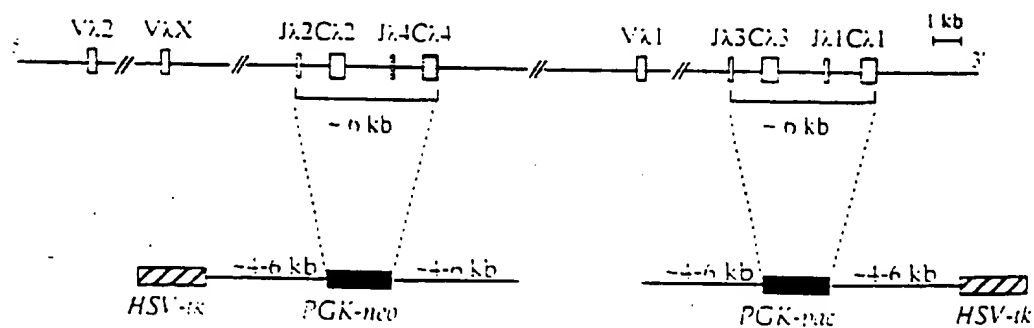 Vλ2 VλX Jλ2Cλ2 Jλ4Cλ4 Vλ1 Jλ3Cλ3 Jλ1Cλ1 1 kb
5' 3'
~ 6 kb ~ 6 kb
~4-6 kb ~4-6 kb ~4-6 kb ~4-6 kb
HSV-tk PGK-neo PGK-pac HSV-tk